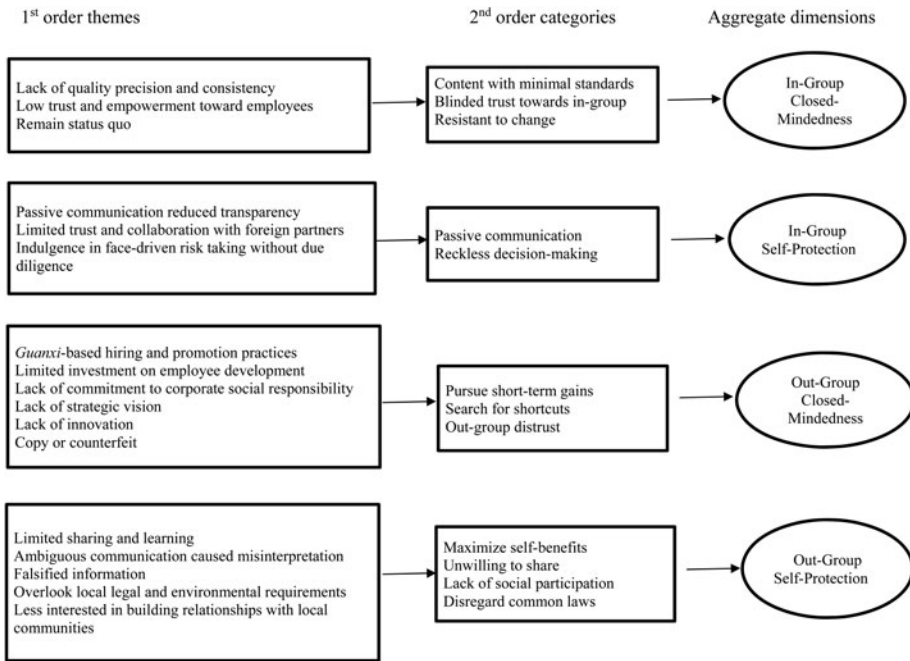 1st order themes
2nd order categories
Aggregate dimensions
Lack of quality precision and consistency
Low trust and empowerment toward employees
Remain status quo
Content with minimal standards
Blinded trust towards in-group
Resistant to change
In-Group
Closed-
Mindedness
Passive communication reduced transparency
Limited trust and collaboration with foreign partners
Indulgence in face-driven risk taking without due
diligence
Passive communication
Reckless decision-making
In-Group
Self-Protection
Guanxi-based hiring and promotion practices
Limited investment on employee development
Lack of commitment to corporate social responsibility
Lack of strategic vision
Lack of innovation
Copy or counterfeit
Pursue short-term gains
Search for shortcuts
Out-group distrust
Out-Group
Closed-
Mindedness
Limited sharing and learning
Ambiguous communication caused misinterpretation
Falsified information
Overlook local legal and environmental requirements
Less interested in building relationships with local
communities
Maximize self-benefits
Unwilling to share
Lack of social participation
Disregard common laws
Out-Group
Self-Protection